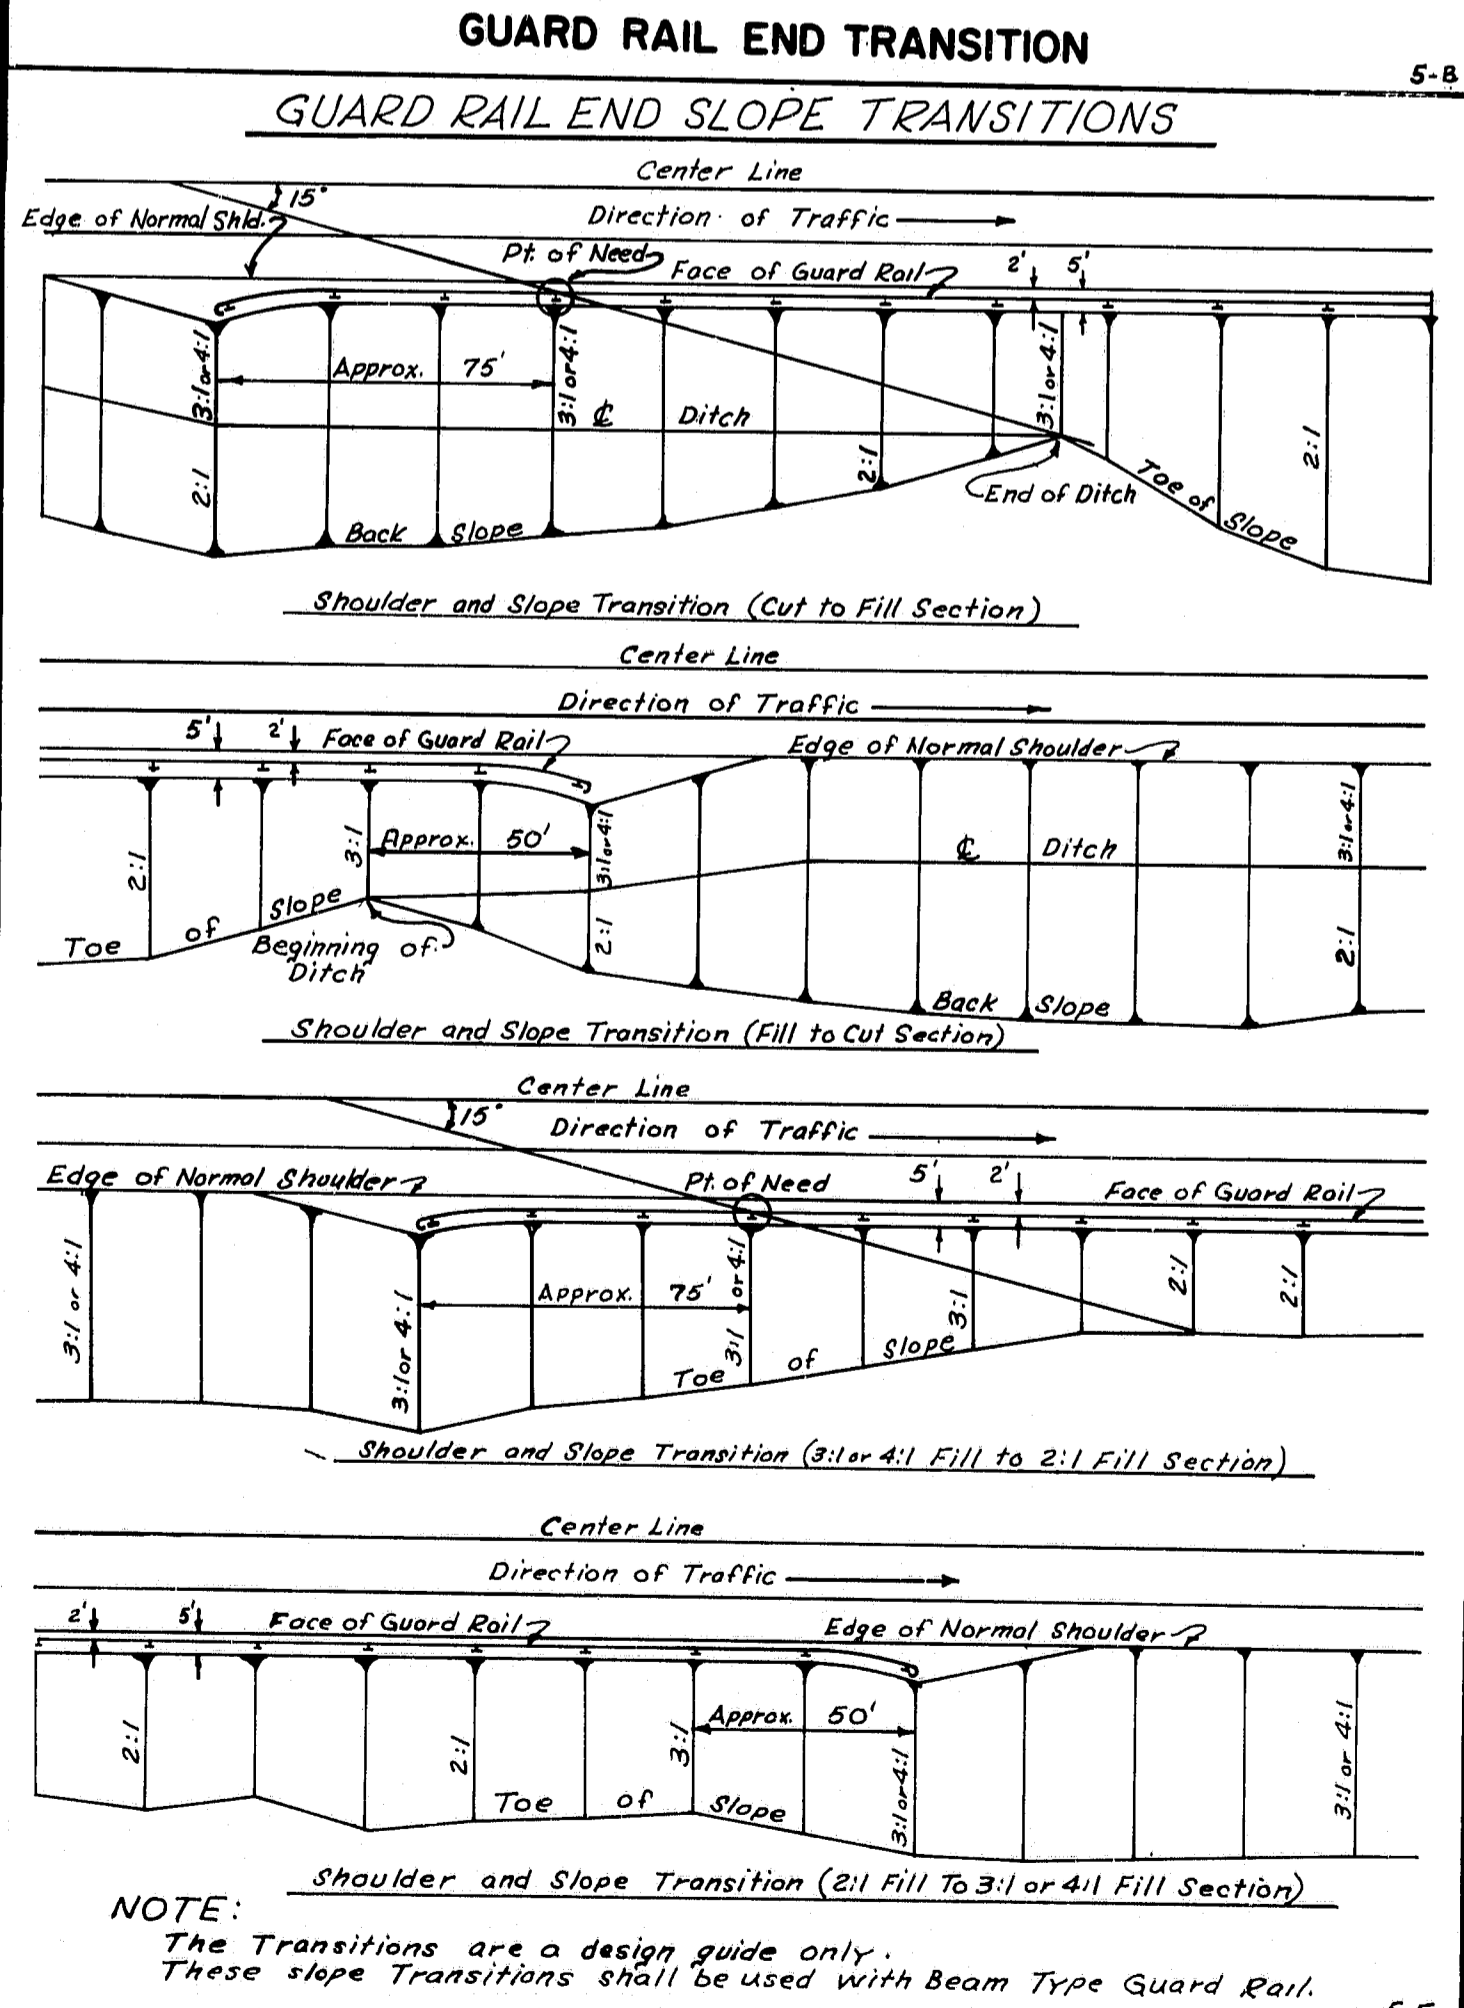 GUARD RAIL END TRANSITION
5-B
GUARD RAIL END SLOPE TRANSITIONS
Center Line
15°
Edge of Normal Shld.
Direction of Traffic
Pt. of Need
Face of Guard Rail
2' 5'
3:1 or 4:1
Approx. 75'
3:1 or 4:1
℄ Ditch
3:1 or 4:1
2:1
2:1
2:1
End of Ditch
Toe of Slope
Back Slope
Shoulder and Slope Transition (Cut to Fill Section)
Center Line
Direction of Traffic
5' 2' Face of Guard Rail
Edge of Normal Shoulder
2:1
3:1
Approx. 50'
3:1 or 4:1
℄ Ditch
3:1 or 4:1
Toe of Slope
Beginning of
Ditch
2:1
2:1
Back Slope
Shoulder and Slope Transition (Fill to Cut Section)
Center Line
15°
Direction of Traffic
Edge of Normal Shoulder
Pt. of Need
5' 2'
Face of Guard Rail
3:1 or 4:1
3:1 or 4:1
Approx. 75'
3:1 or 4:1
3:1
2:1
2:1
Toe of Slope
Shoulder and Slope Transition (3:1 or 4:1 Fill to 2:1 Fill Section)
Center Line
Direction of Traffic
2' 5' Face of Guard Rail
Edge of Normal Shoulder
2:1
2:1
3:1
Approx. 50'
3:1 or 4:1
3:1 or 4:1
Toe of Slope
Shoulder and Slope Transition (2:1 Fill To 3:1 or 4:1 Fill Section)
NOTE:
The Transitions are a design guide only.
These slope Transitions shall be used with Beam Type Guard Rail.